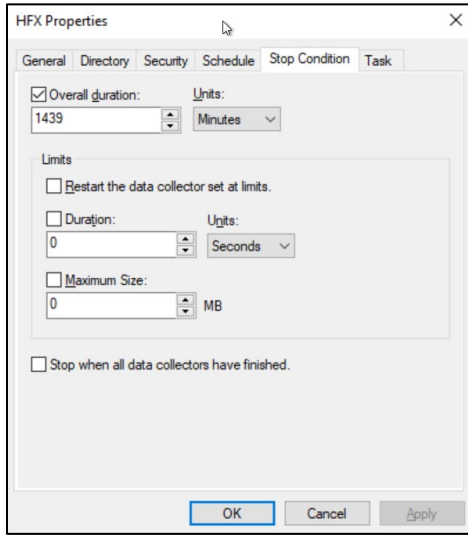 HFX Properties
General Directory Security Schedule Stop Condition Task
Overall duration: Units:
1439 Minutes
Limits
Restart the data collector set at limits.
Duration: Units:
0 Seconds
Maximum Size:
0 MB
Stop when all data collectors have finished.
OK Cancel Apply